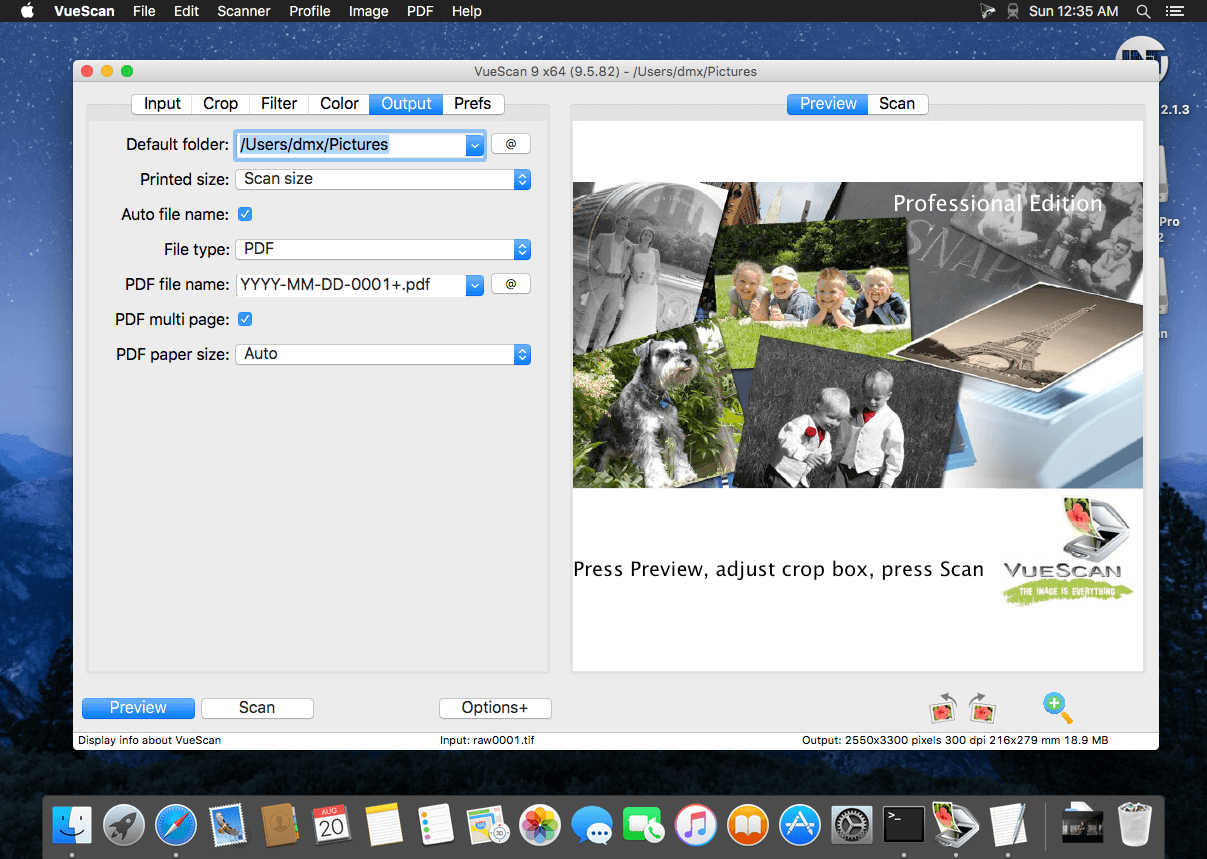 VueScan File Edit Scanner Profile Image PDF Help Sun 12:35 AM
VueScan 9 x64 (9.5.82) - /Users/dmx/Pictures
Input Crop Filter Color Output Prefs
Preview Scan
2.1.3
Default folder: /Users/dmx/Pictures @
Printed size: Scan size
Auto file name:
File type: PDF
PDF file name: YYYY-MM-DD-0001+.pdf @
PDF multi page:
PDF paper size: Auto
Professional Edition
SNAP
Pro
2
Press Preview, adjust crop box, press Scan
VUESCAN
THE IMAGE IS EVERYTHING
Preview Scan Options+
Display info about VueScan
Input: raw0001.tif
Output: 2550x3300 pixels 300 dpi 216x279 mm 18.9 MB
AUG
20
3D
>_